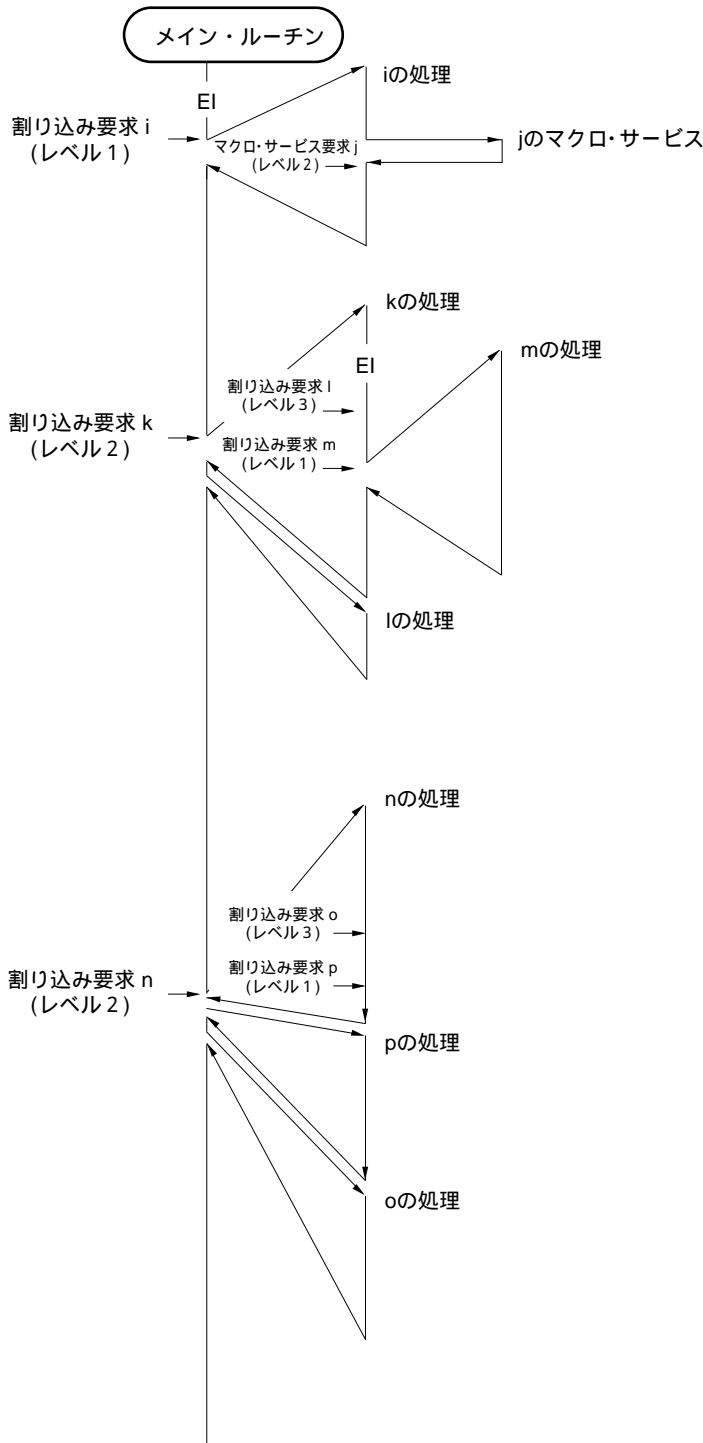 メイン・ルーチン
EI
iの処理
割り込み要求 i
(レベル 1 )
マクロ・サービス要求 j
(レベル 2 )
jのマクロ・サービス
kの処理
EI
mの処理
割り込み要求 l
(レベル 3 )
割り込み要求 k
(レベル 2 )
割り込み要求 m
(レベル 1 )
lの処理
nの処理
割り込み要求 o
(レベル 3 )
割り込み要求 p
(レベル 1 )
割り込み要求 n
(レベル 2 )
pの処理
oの処理